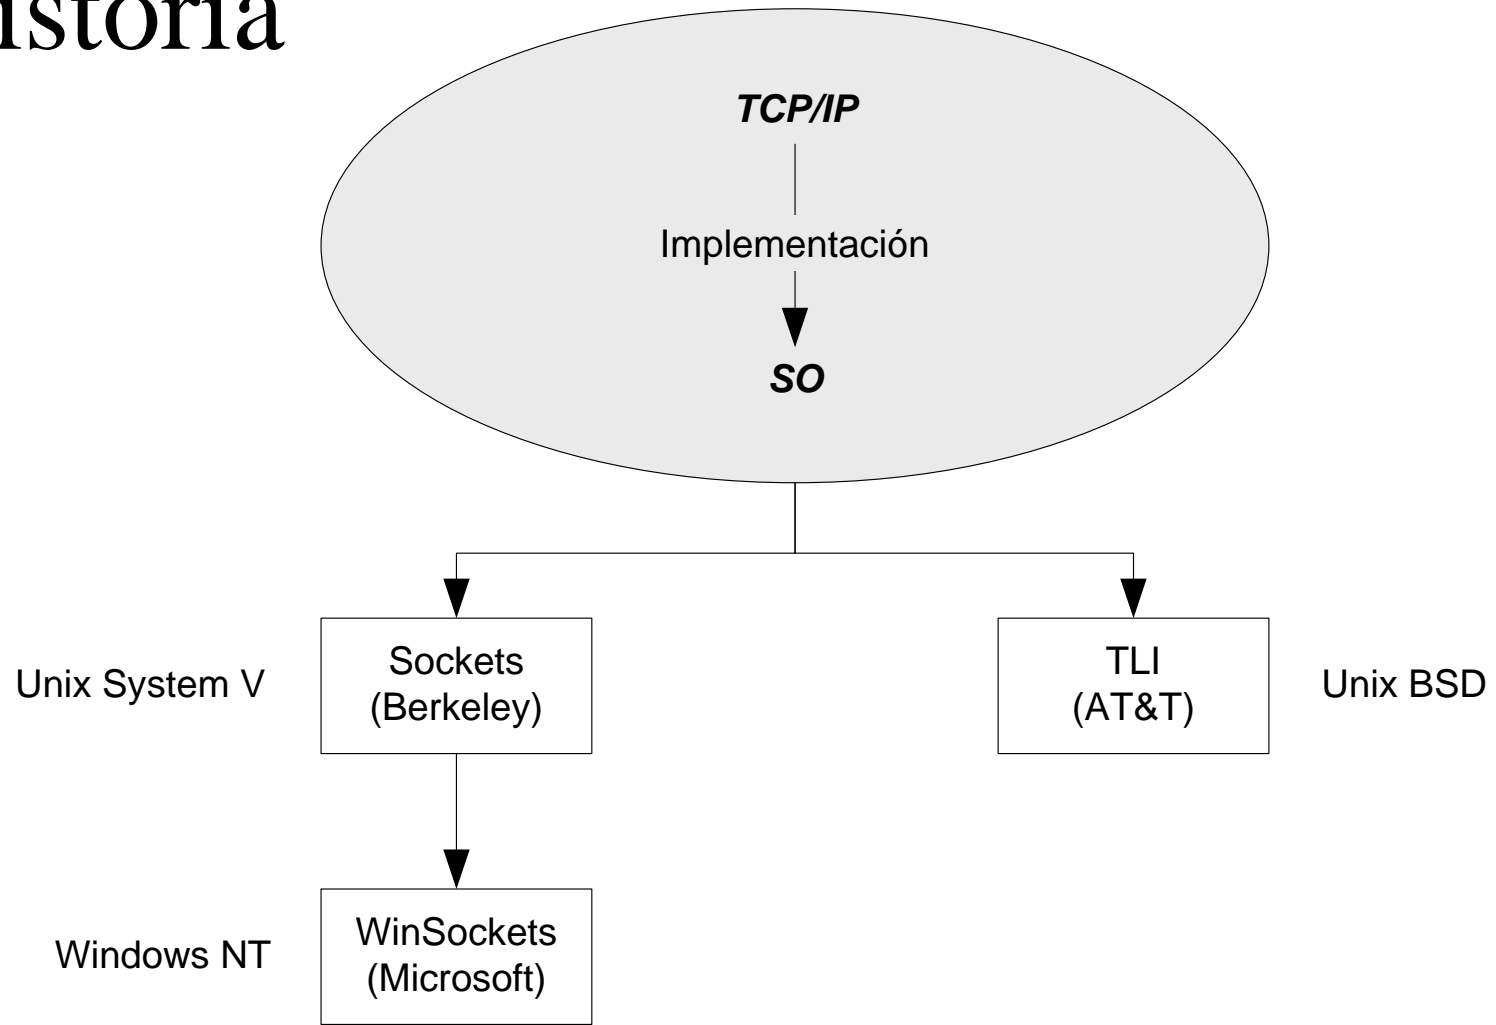 istoria
TCP/IP
Implementación
SO
Unix System V
Sockets
(Berkeley)
TLI
(AT&T)
Unix BSD
Windows NT
WinSockets
(Microsoft)